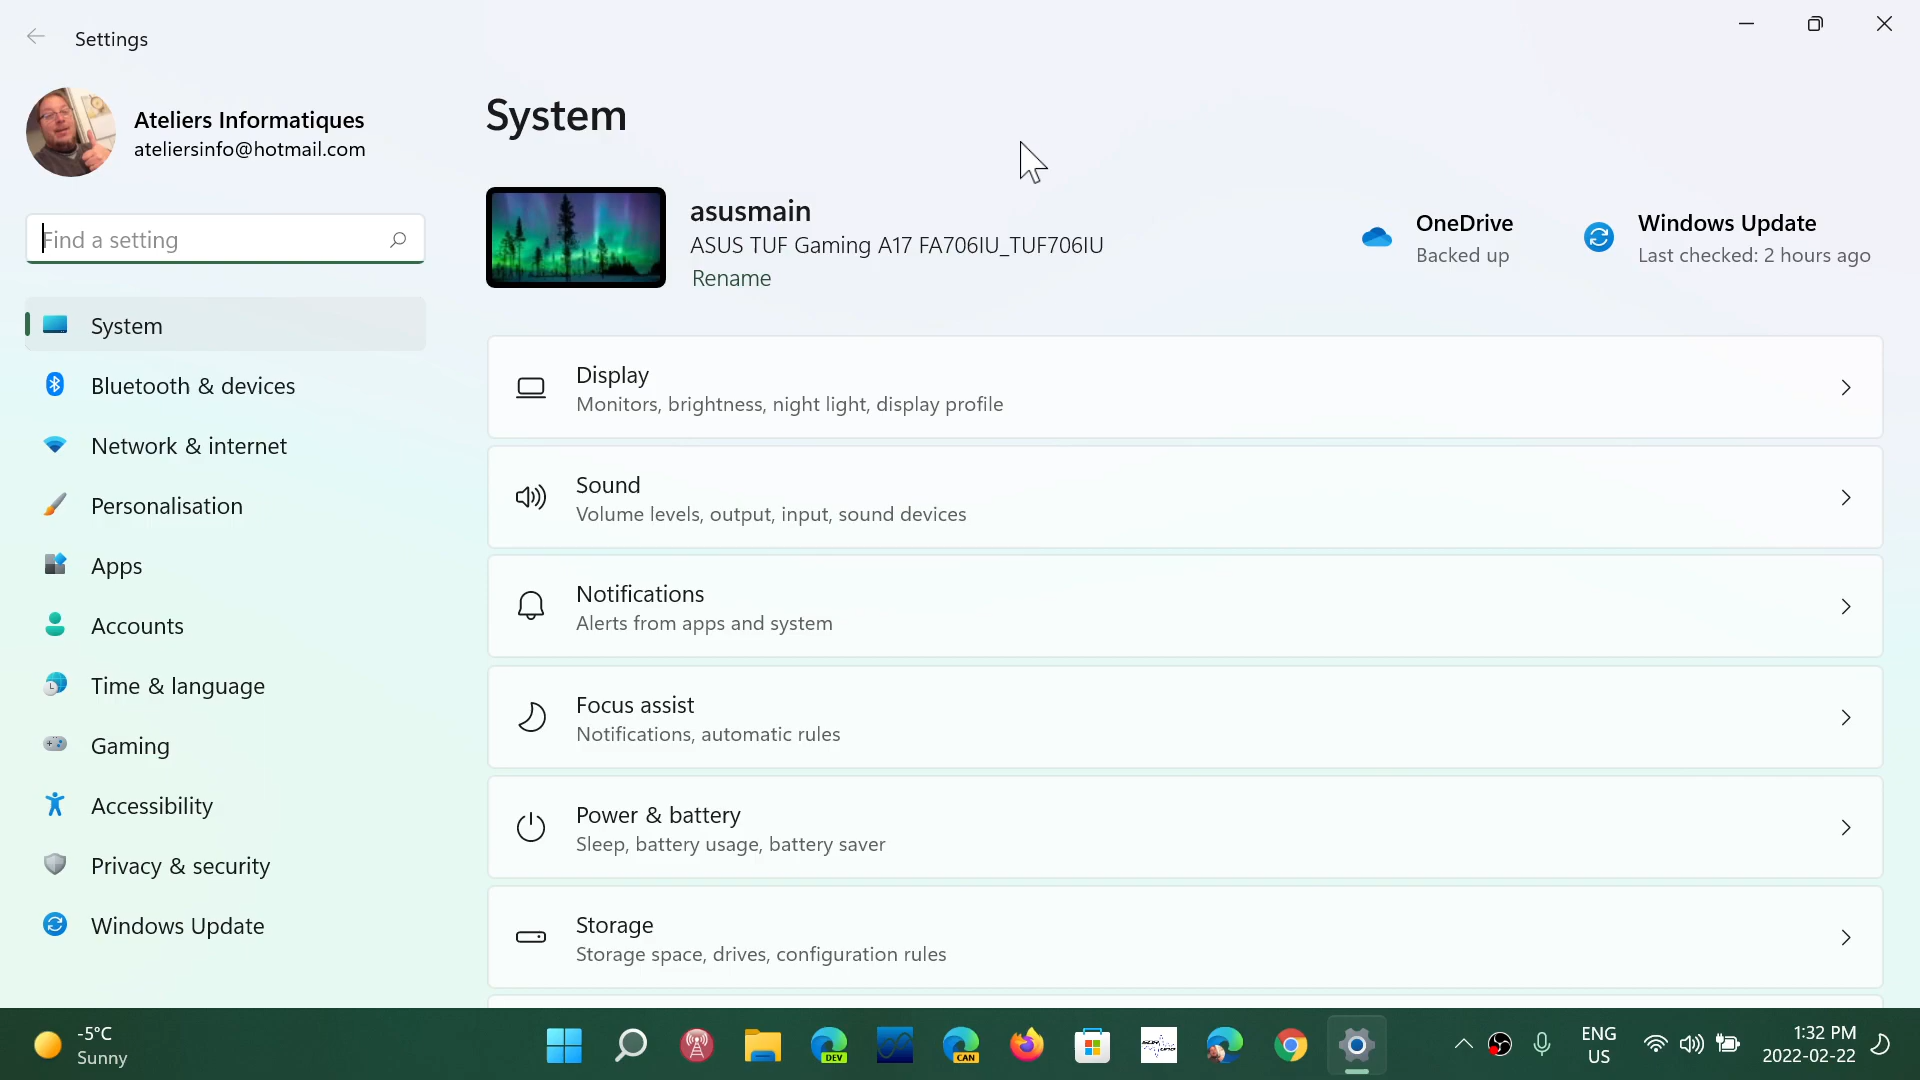 Settings
Ateliers Informatiques
ateliersinfo@hotmail.com
Find a setting
System
Bluetooth & devices
Network & internet
Personalisation
Apps
Accounts
Time & language
Gaming
Accessibility
Privacy & security
Windows Update
System
asusmain
ASUS TUF Gaming A17 FA706IU_TUF706IU
Rename
OneDrive
Backed up
Windows Update
Last checked: 2 hours ago
Display
Monitors, brightness, night light, display profile
Sound
Volume levels, output, input, sound devices
Notifications
Alerts from apps and system
Focus assist
Notifications, automatic rules
Power & battery
Sleep, battery usage, battery saver
Storage
Storage space, drives, configuration rules
-5°C
Sunny
DEV
CAN
ENG
US
1:32 PM
2022-02-22